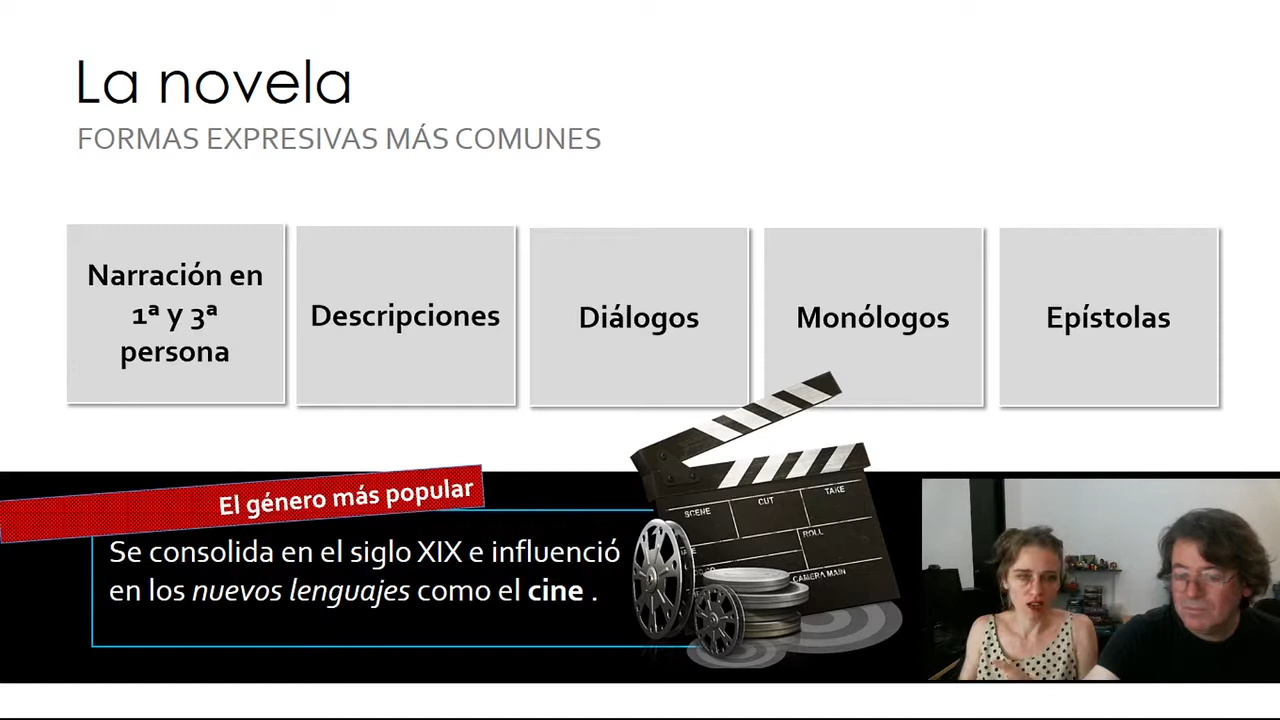 La novela
FORMAS EXPRESIVAS MÁS COMUNES
Narración en
1ª y 3ª
persona
Descripciones
Diálogos
Monólogos
Epístolas
El género más popular
Se consolida en el siglo XIX e influenció
en los nuevos lenguajes como el cine .
SCENE
CUT
TAKE
ROLL
CAMERA MAIN